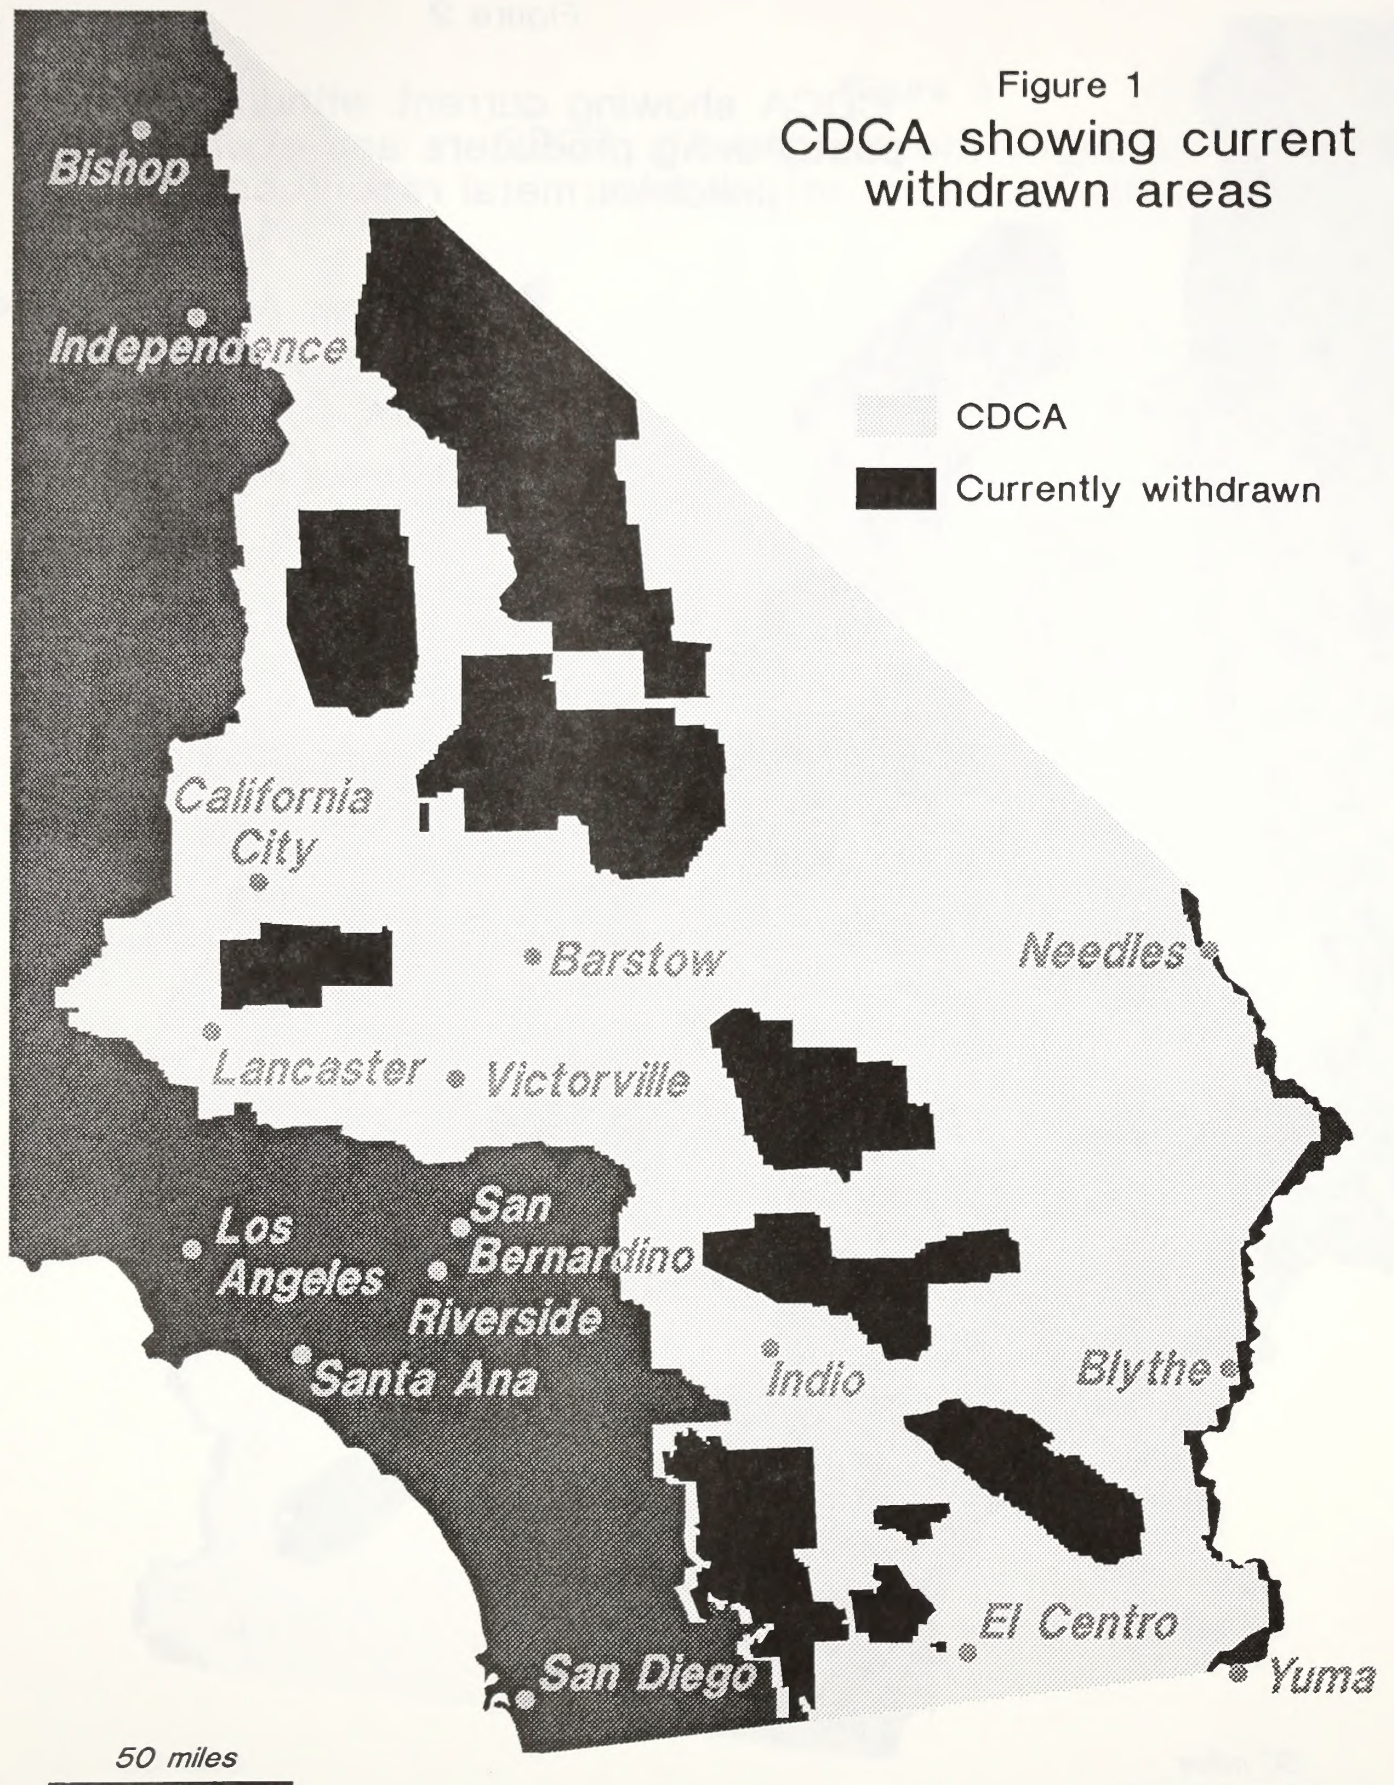 Figure 1
CDCA showing current
withdrawn areas
Bishop
Independence
CDCA
Currently withdrawn
California
City
Barstow
Needles
Lancaster
Victorville
San
Bernardino
Los
Angeles
Riverside
Santa Ana
Indio
Blythe
El Centro
San Diego
Yuma
50 miles